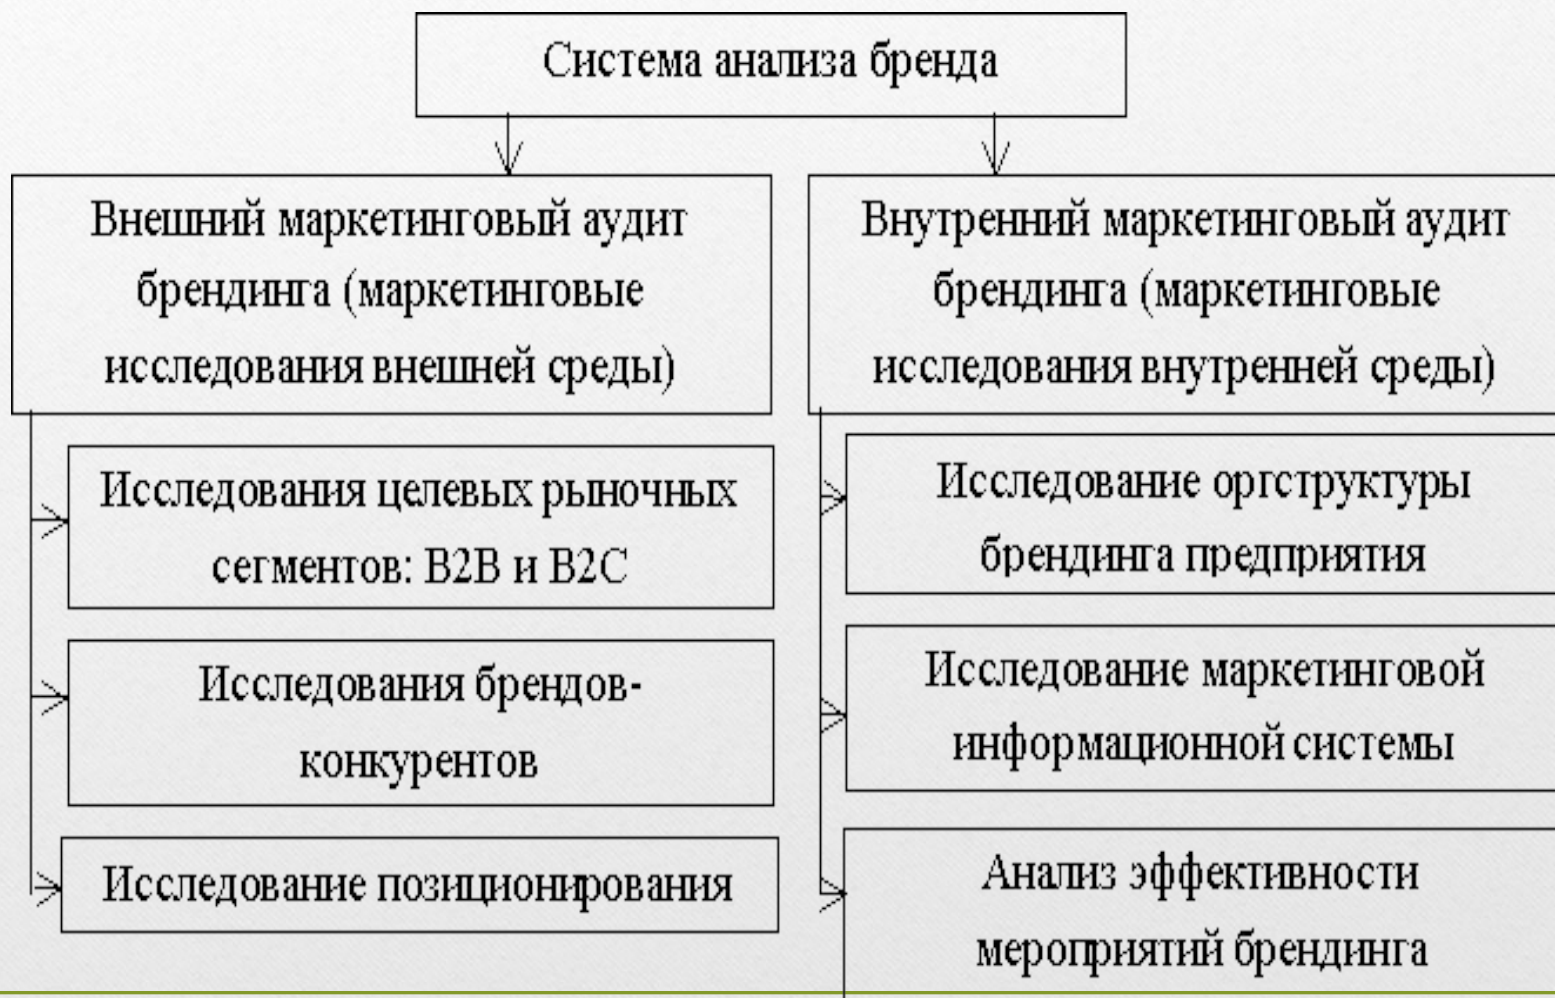 Система анализа бренда
Внешний маркетинговый аудит
брендинга (маркетинговые
исследования внешней среды)
Исследования целевых рыночных
сегментов: B2B и B2C
Исследования брендов-
конкурентов
Исследование позиционирования
Внутренний маркетинговый аудит
брендинга (маркетинговые
исследования внутренней среды)
Исследование оргструктуры
брендинга предприятия
Исследование маркетинговой
информационной системы
Анализ эффективности
мероприятий брендинга